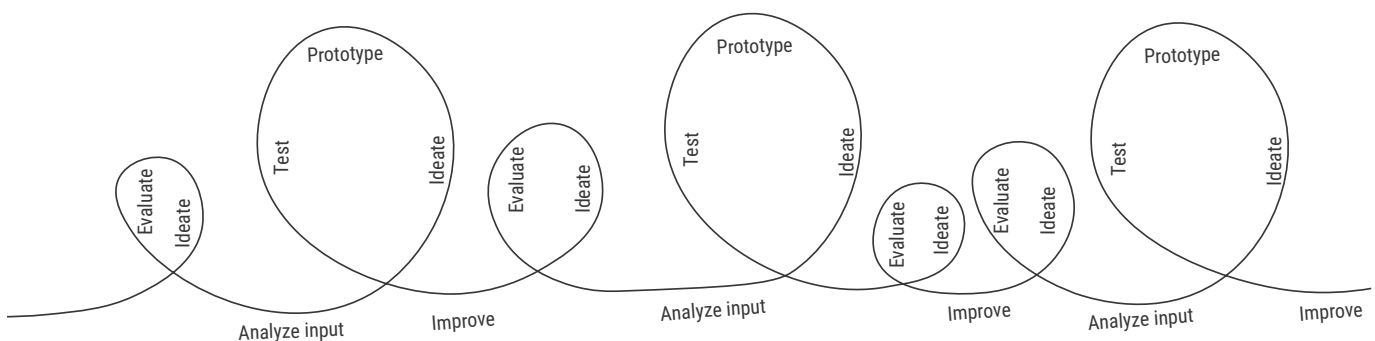 Evaluate
Ideate
Analyze input
Test
Prototype
Ideate
Improve
Evaluate
Ideate
Analyze input
Test
Prototype
Ideate
Evaluate
Ideate
Improve
Evaluate
Ideate
Analyze input
Test
Prototype
Ideate
Improve